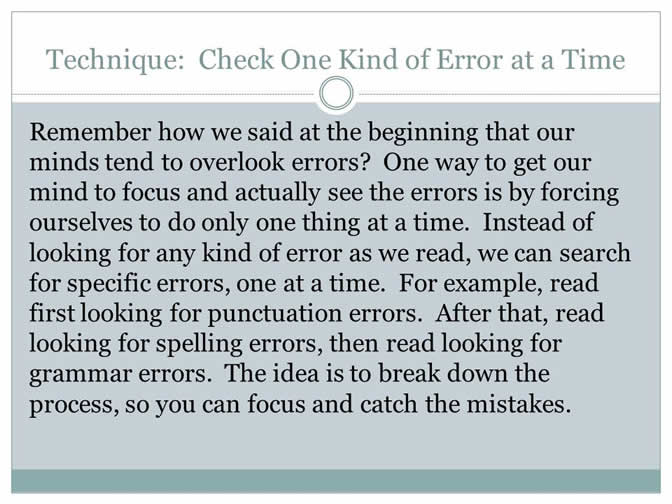 Technique:  Check One Kind of Error at a Time
Remember how we said at the beginning that our
minds tend to overlook errors?  One way to get our
mind to focus and actually see the errors is by forcing
ourselves to do only one thing at a time.  Instead of
looking for any kind of error as we read, we can search
for specific errors, one at a time.  For example, read
first looking for punctuation errors.  After that, read
looking for spelling errors, then read looking for
grammar errors.  The idea is to break down the
process, so you can focus and catch the mistakes.